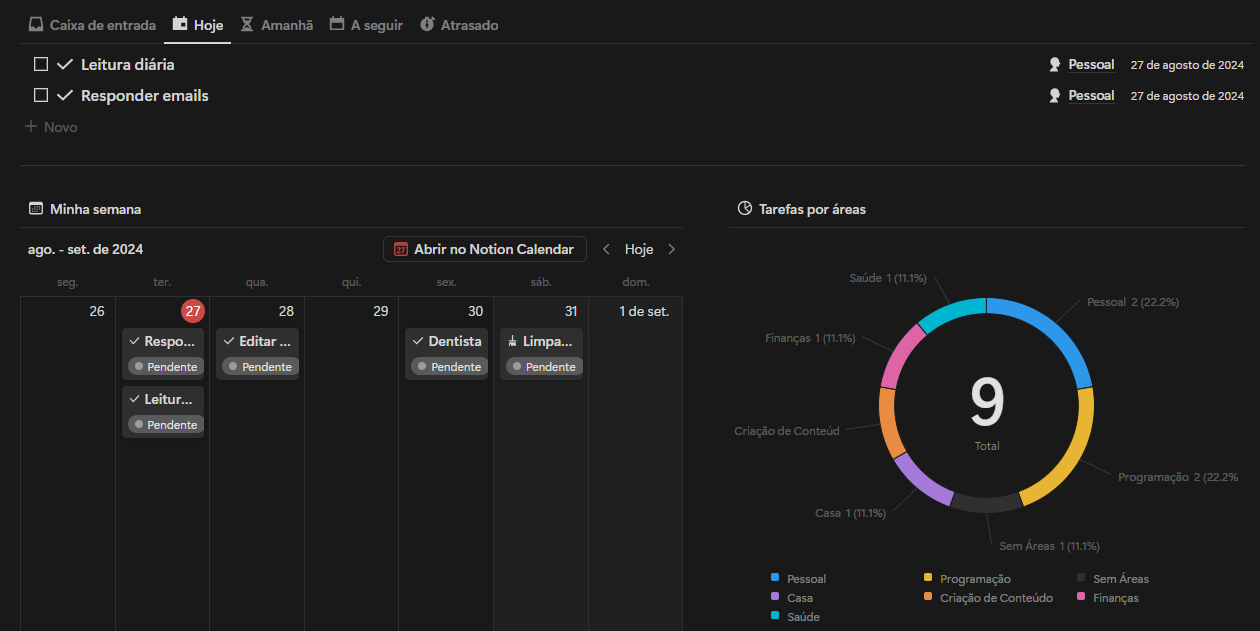 Caixa de entrada Hoje Amanhã A seguir Atrasado
Leitura diária Pessoal 27 de agosto de 2024
Responder emails Pessoal 27 de agosto de 2024
+ Novo
Minha semana
ago. - set. de 2024 27 Abrir no Notion Calendar < Hoje >
seg. ter. qua. qui. sex. sáb. dom.
26 27 28 29 30 31 1 de set.
Respo... Editar ... Dentista Limpa...
Pendente Pendente Pendente Pendente
Leitur...
Pendente
Tarefas por áreas
Saúde 1 (11.1%)
Pessoal 2 (22.2%)
Finanças 1 (11.1%)
9
Total
Criação de Conteúd
Programação 2 (22.2%
Casa 1 (11.1%)
Sem Áreas 1 (11.1%)
Pessoal Programação Sem Áreas
Casa Criação de Conteúdo Finanças
Saúde